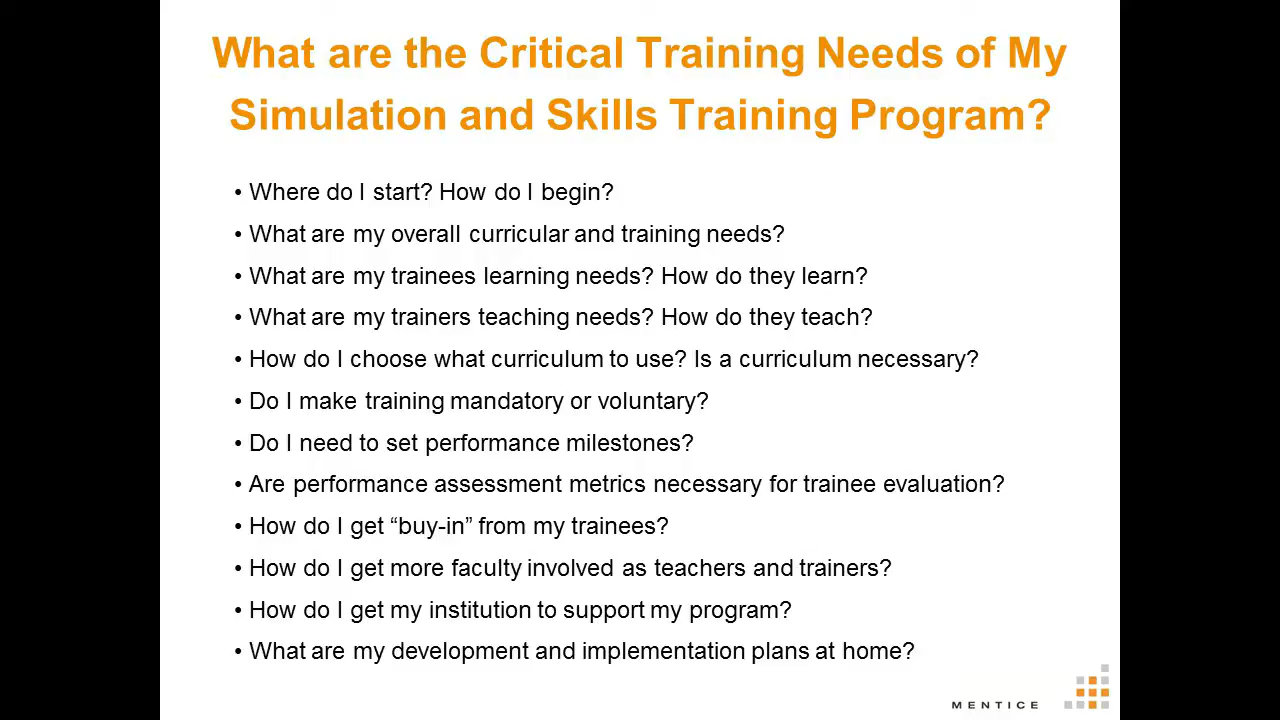 What are the Critical Training Needs of My
Simulation and Skills Training Program?
• Where do I start? How do I begin?
• What are my overall curricular and training needs?
• What are my trainees learning needs? How do they learn?
• What are my trainers teaching needs? How do they teach?
• How do I choose what curriculum to use? Is a curriculum necessary?
• Do I make training mandatory or voluntary?
• Do I need to set performance milestones?
• Are performance assessment metrics necessary for trainee evaluation?
• How do I get “buy-in” from my trainees?
• How do I get more faculty involved as teachers and trainers?
• How do I get my institution to support my program?
• What are my development and implementation plans at home?
MENTICE